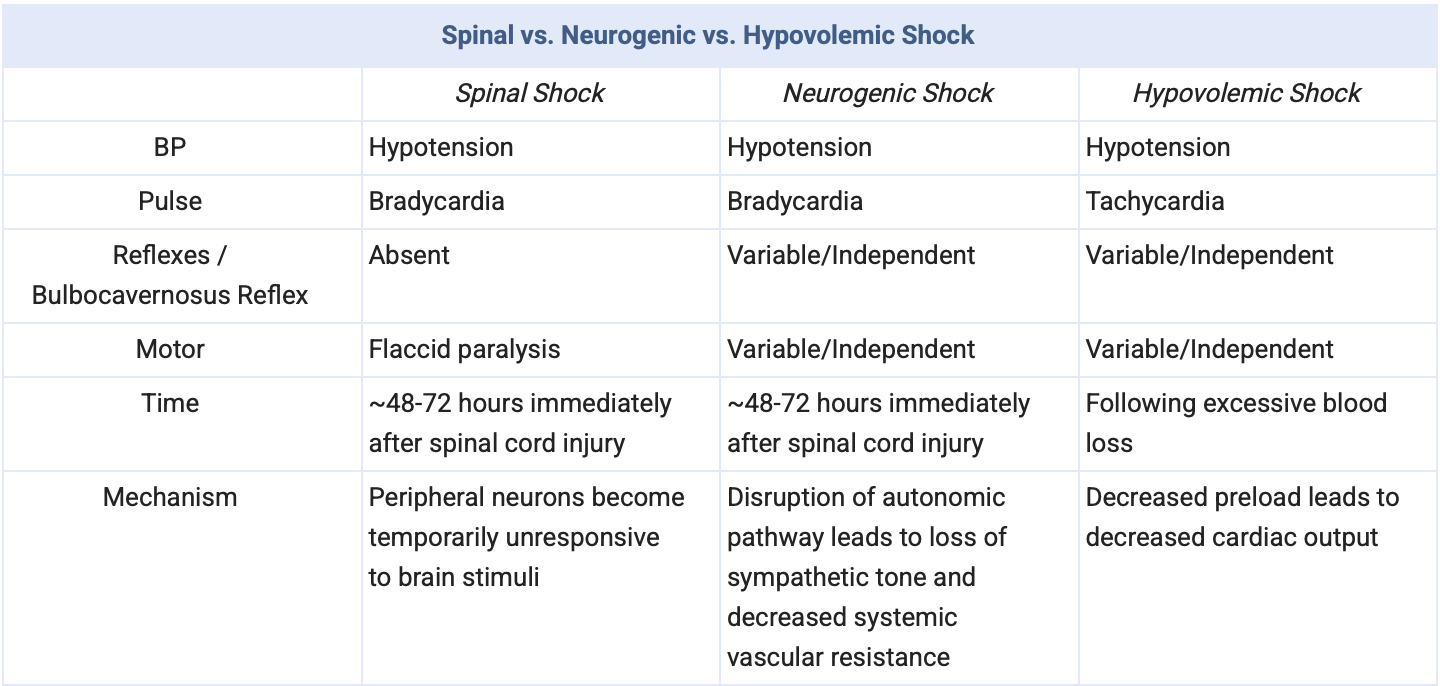 Spinal vs. Neurogenic vs. Hypovolemic Shock
Spinal Shock Neurogenic Shock Hypovolemic Shock
BP Hypotension Hypotension Hypotension
Pulse Bradycardia Bradycardia Tachycardia
Reflexes /
Bulbocavernosus Reflex
Absent
Variable/Independent
Variable/Independent
Motor Flaccid paralysis Variable/Independent Variable/Independent
Time
~48-72 hours immediately
after spinal cord injury
~48-72 hours immediately
after spinal cord injury
Following excessive blood
loss
Mechanism
Peripheral neurons become
temporarily unresponsive
to brain stimuli
Disruption of autonomic
pathway leads to loss of
sympathetic tone and
decreased systemic
vascular resistance
Decreased preload leads to
decreased cardiac output